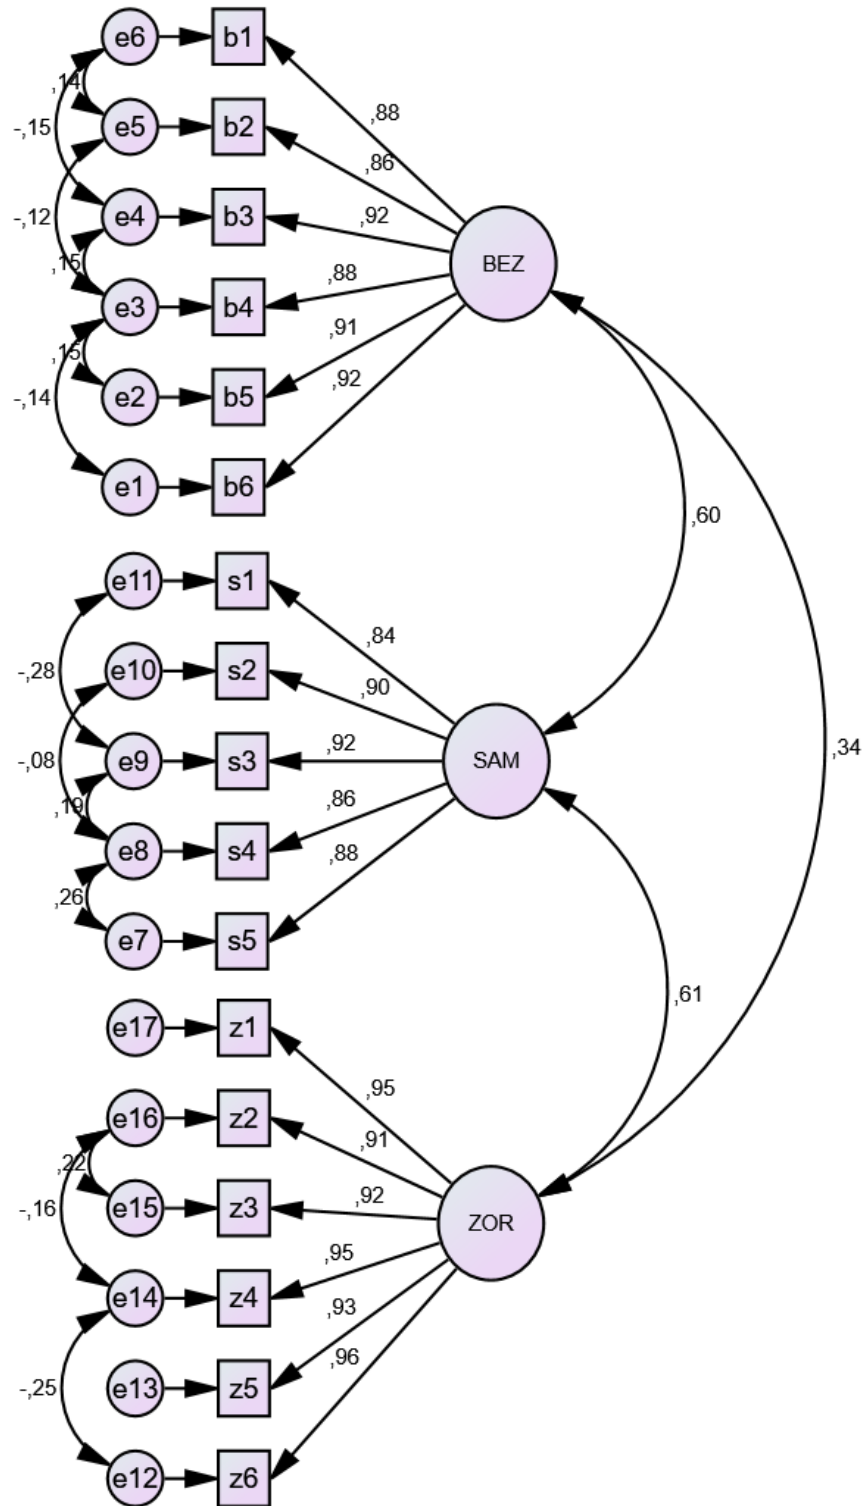 e6 b1
,14
,88
-,15
e5 b2
,86
e4 b3
,92
-,12
,15
BEZ
e3 b4
,88
,15
,91
-,14
e2 b5
,92
e1 b6
,60
e11 s1
,84
-,28
e10 s2
,90
-,08
e9 s3
,92
SAM
,34
,19
,86
e8 s4
,88
,26
e7 s5
,61
e17 z1
,95
e16 z2
,91
,22
-,16
e15 z3
,92
ZOR
,95
e14 z4
,93
-,25
,96
e13 z5
e12 z6